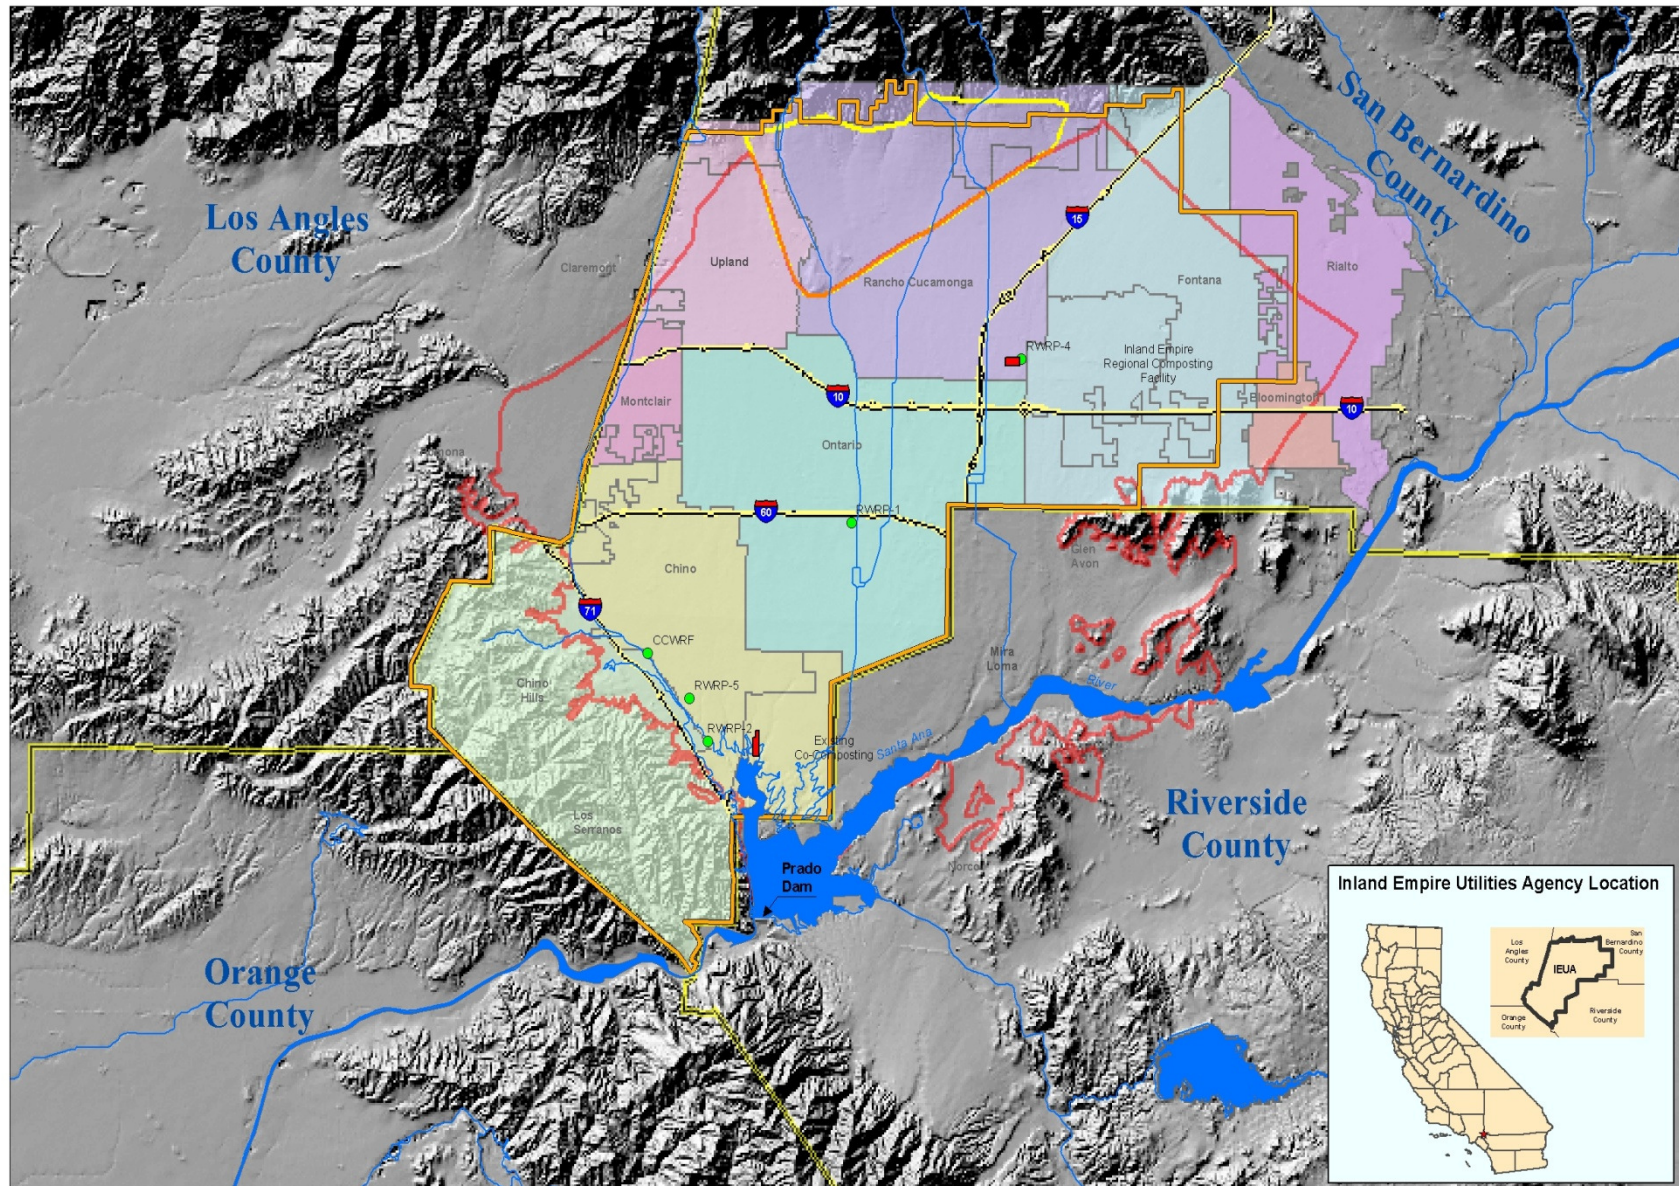 San Bernardino
County
Los Angles
County
Claremont
Upland
Rancho Cucamonga
15
Fontana
Rialto
RWRP-4
Inland Empire
Regional Composting
Facility
Montclair
10
Bloomington
10
Ontario
60
RWRP-1
Chino
Glen
Avon
71
CCWRF
Mira
Loma
Chino
Hills
RWRP-5
River
RWRP-2
Existing
Co-Composting
Santa Ana
Los
Serranos
Riverside
County
Prado
Dam
Norco
Orange
County
Inland Empire Utilities Agency Location
Los
Angles
County
San
Bernardino
County
IEUA
Orange
County
Riverside
County